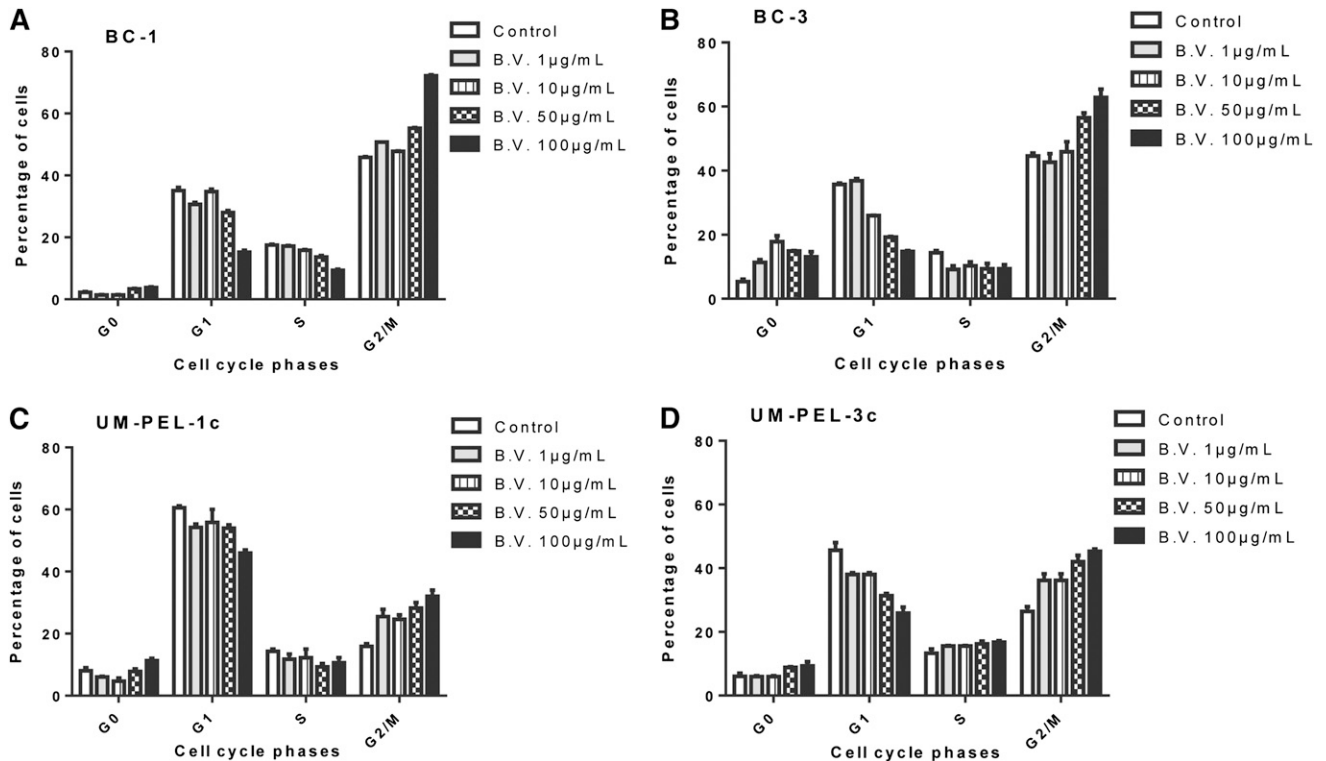 A
BC-1
Control
B.V. 1µg/mL
B.V. 10µg/mL
B.V. 50µg/mL
B.V. 100µg/mL
Percentage of cells
80
60
40
20
0
G0
G1
S
G2/M
Cell cycle phases
B
BC-3
Control
B.V. 1µg/mL
B.V. 10µg/mL
B.V. 50µg/mL
B.V. 100µg/mL
Percentage of cells
80
60
40
20
0
G0
G1
S
G2/M
Cell cycle phases
C
UM-PEL-1c
Control
B.V. 1µg/mL
B.V. 10µg/mL
B.V. 50µg/mL
B.V. 100µg/mL
Percentage of cells
80
60
40
20
0
G0
G1
S
G2/M
Cell cycle phases
D
UM-PEL-3c
Control
B.V. 1µg/mL
B.V. 10µg/mL
B.V. 50µg/mL
B.V. 100µg/mL
Percentage of cells
80
60
40
20
0
G0
G1
S
G2/M
Cell cycle phases